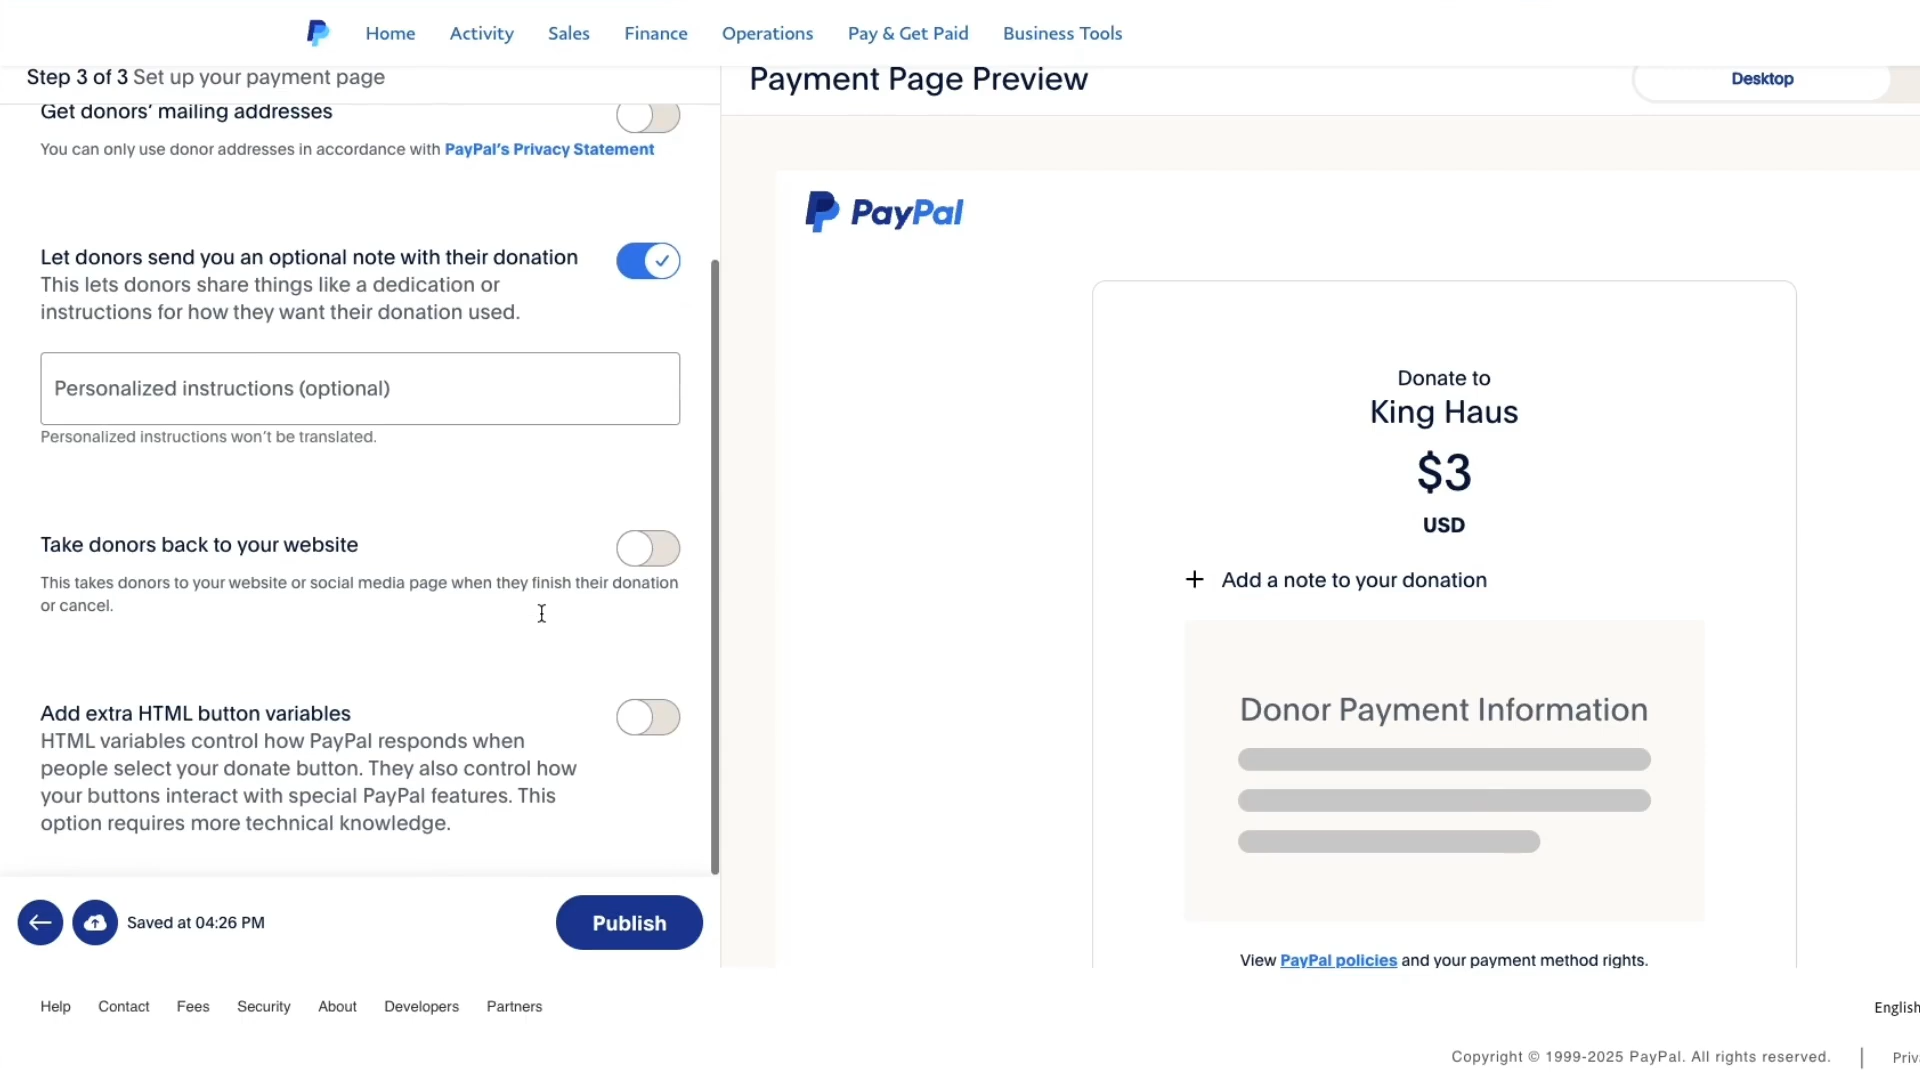 Home Activity Sales Finance Operations Pay & Get Paid Business Tools
Step 3 of 3 Set up your payment page
Get donors' mailing addresses
You can only use donor addresses in accordance with PayPal's Privacy Statement
Let donors send you an optional note with their donation
This lets donors share things like a dedication or
instructions for how they want their donation used.
Personalized instructions (optional)
Personalized instructions won't be translated.
Take donors back to your website
This takes donors to your website or social media page when they finish their donation
or cancel.
Add extra HTML button variables
HTML variables control how PayPal responds when
people select your donate button. They also control how
your buttons interact with special PayPal features. This
option requires more technical knowledge.
Saved at 04:26 PM
Publish
Payment Page Preview
Desktop
PayPal
Donate to
King Haus
$3
USD
+ Add a note to your donation
Donor Payment Information
View PayPal policies and your payment method rights.
Help Contact Fees Security About Developers Partners
English
Copyright © 1999-2025 PayPal. All rights reserved. |